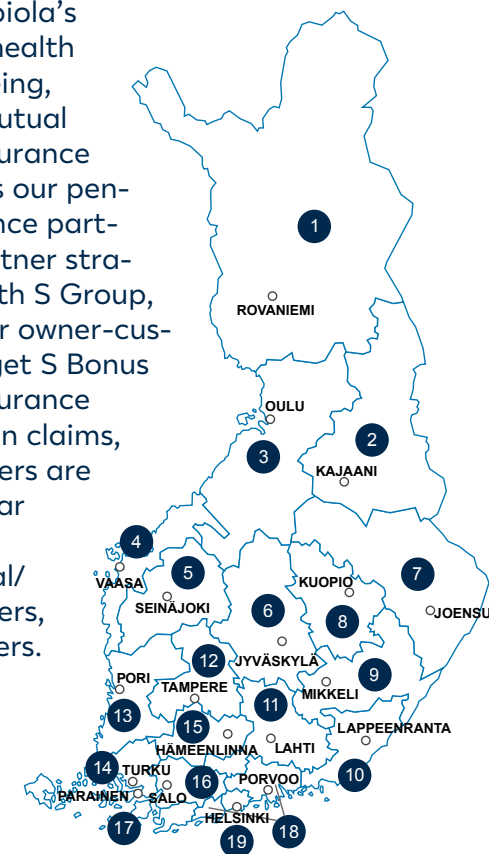 piola's
health
ing,
utual
urance
s our pen-
nce part-
tner stra-
th S Group,
r owner-cus-
get S Bonus
urance
n claims,
ers are
ar
al/
ers,
ers.
1
ROVANIEMI
OULU
2
3
KAJAANI
4
VAASA
5
SEINÄJOKI
6
KUOPIO
7
JOENSU
8
JYVÄSKYLÄ
12
9
PORI
TAMPERE
MIKKELI
11
13
15
HÄMEENLINNA
LAHTI
LAPPEENRANTA
14
TURKU
16
PORVOO
10
PARAINEN
SALO
HELSINKI
17
18
19